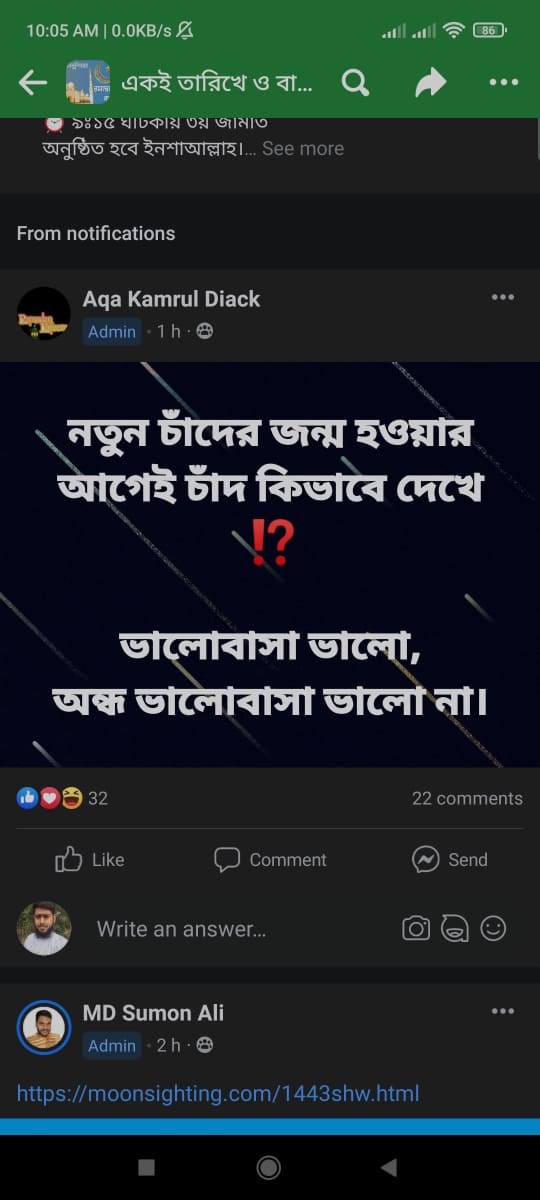 10:05 AM | 0.0KB/s
86
একই তারিখে ও বা...
৯ঃ১৫ ঘটিকায় ৩য় জামাত
অনুষ্ঠিত হবে ইনশাআল্লাহ।... See more
From notifications
Aqa Kamrul Diack
Admin · 1 h ·
নতুন চাঁদের জন্ম হওয়ার
আগেই চাঁদ কিভাবে দেখে
⁉️
ভালোবাসা ভালো,
অন্ধ ভালোবাসা ভালো না।
32
22 comments
Like
Comment
Send
Write an answer...
MD Sumon Ali
Admin · 2 h ·
https://moonsighting.com/1443shw.html